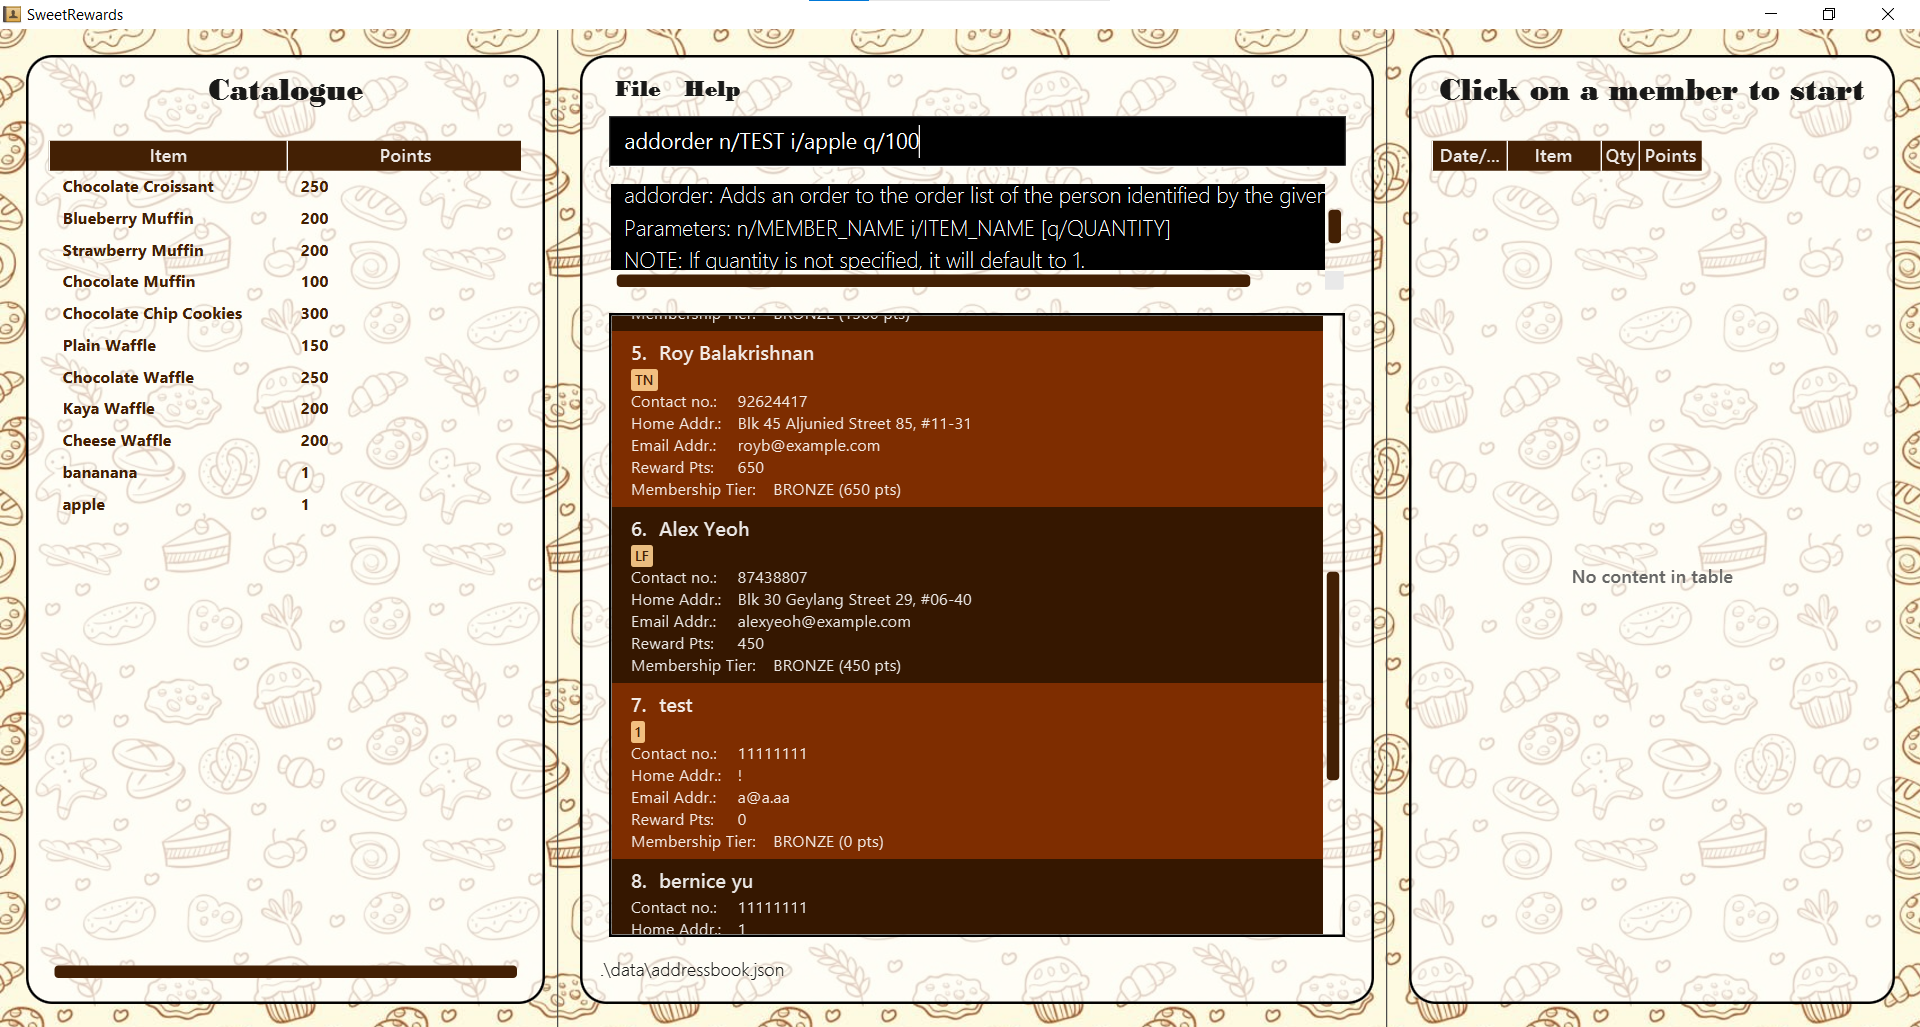 SweetRewards
Catalogue
Item Points
Chocolate Croissant 250
Blueberry Muffin 200
Strawberry Muffin 200
Chocolate Muffin 100
Chocolate Chip Cookies 300
Plain Waffle 150
Chocolate Waffle 250
Kaya Waffle 200
Cheese Waffle 200
bananana 1
apple 1
File Help
addorder n/TEST i/apple q/100
addorder: Adds an order to the order list of the person identified by the given
Parameters: n/MEMBER_NAME i/ITEM_NAME [q/QUANTITY]
NOTE: If quantity is not specified, it will default to 1.
Membership Tier: BRONZE (1500 pts)
5. Roy Balakrishnan
TN
Contact no.: 92624417
Home Addr.: Blk 45 Aljunied Street 85, #11-31
Email Addr.: royb@example.com
Reward Pts: 650
Membership Tier: BRONZE (650 pts)
6. Alex Yeoh
LF
Contact no.: 87438807
Home Addr.: Blk 30 Geylang Street 29, #06-40
Email Addr.: alexyeoh@example.com
Reward Pts: 450
Membership Tier: BRONZE (450 pts)
7. test
1
Contact no.: 11111111
Home Addr.: !
Email Addr.: a@a.aa
Reward Pts: 0
Membership Tier: BRONZE (0 pts)
8. bernice yu
Contact no.: 11111111
Home Addr.: 1
.\data\addressbook.json
Click on a member to start
Date/... Item Qty Points
No content in table